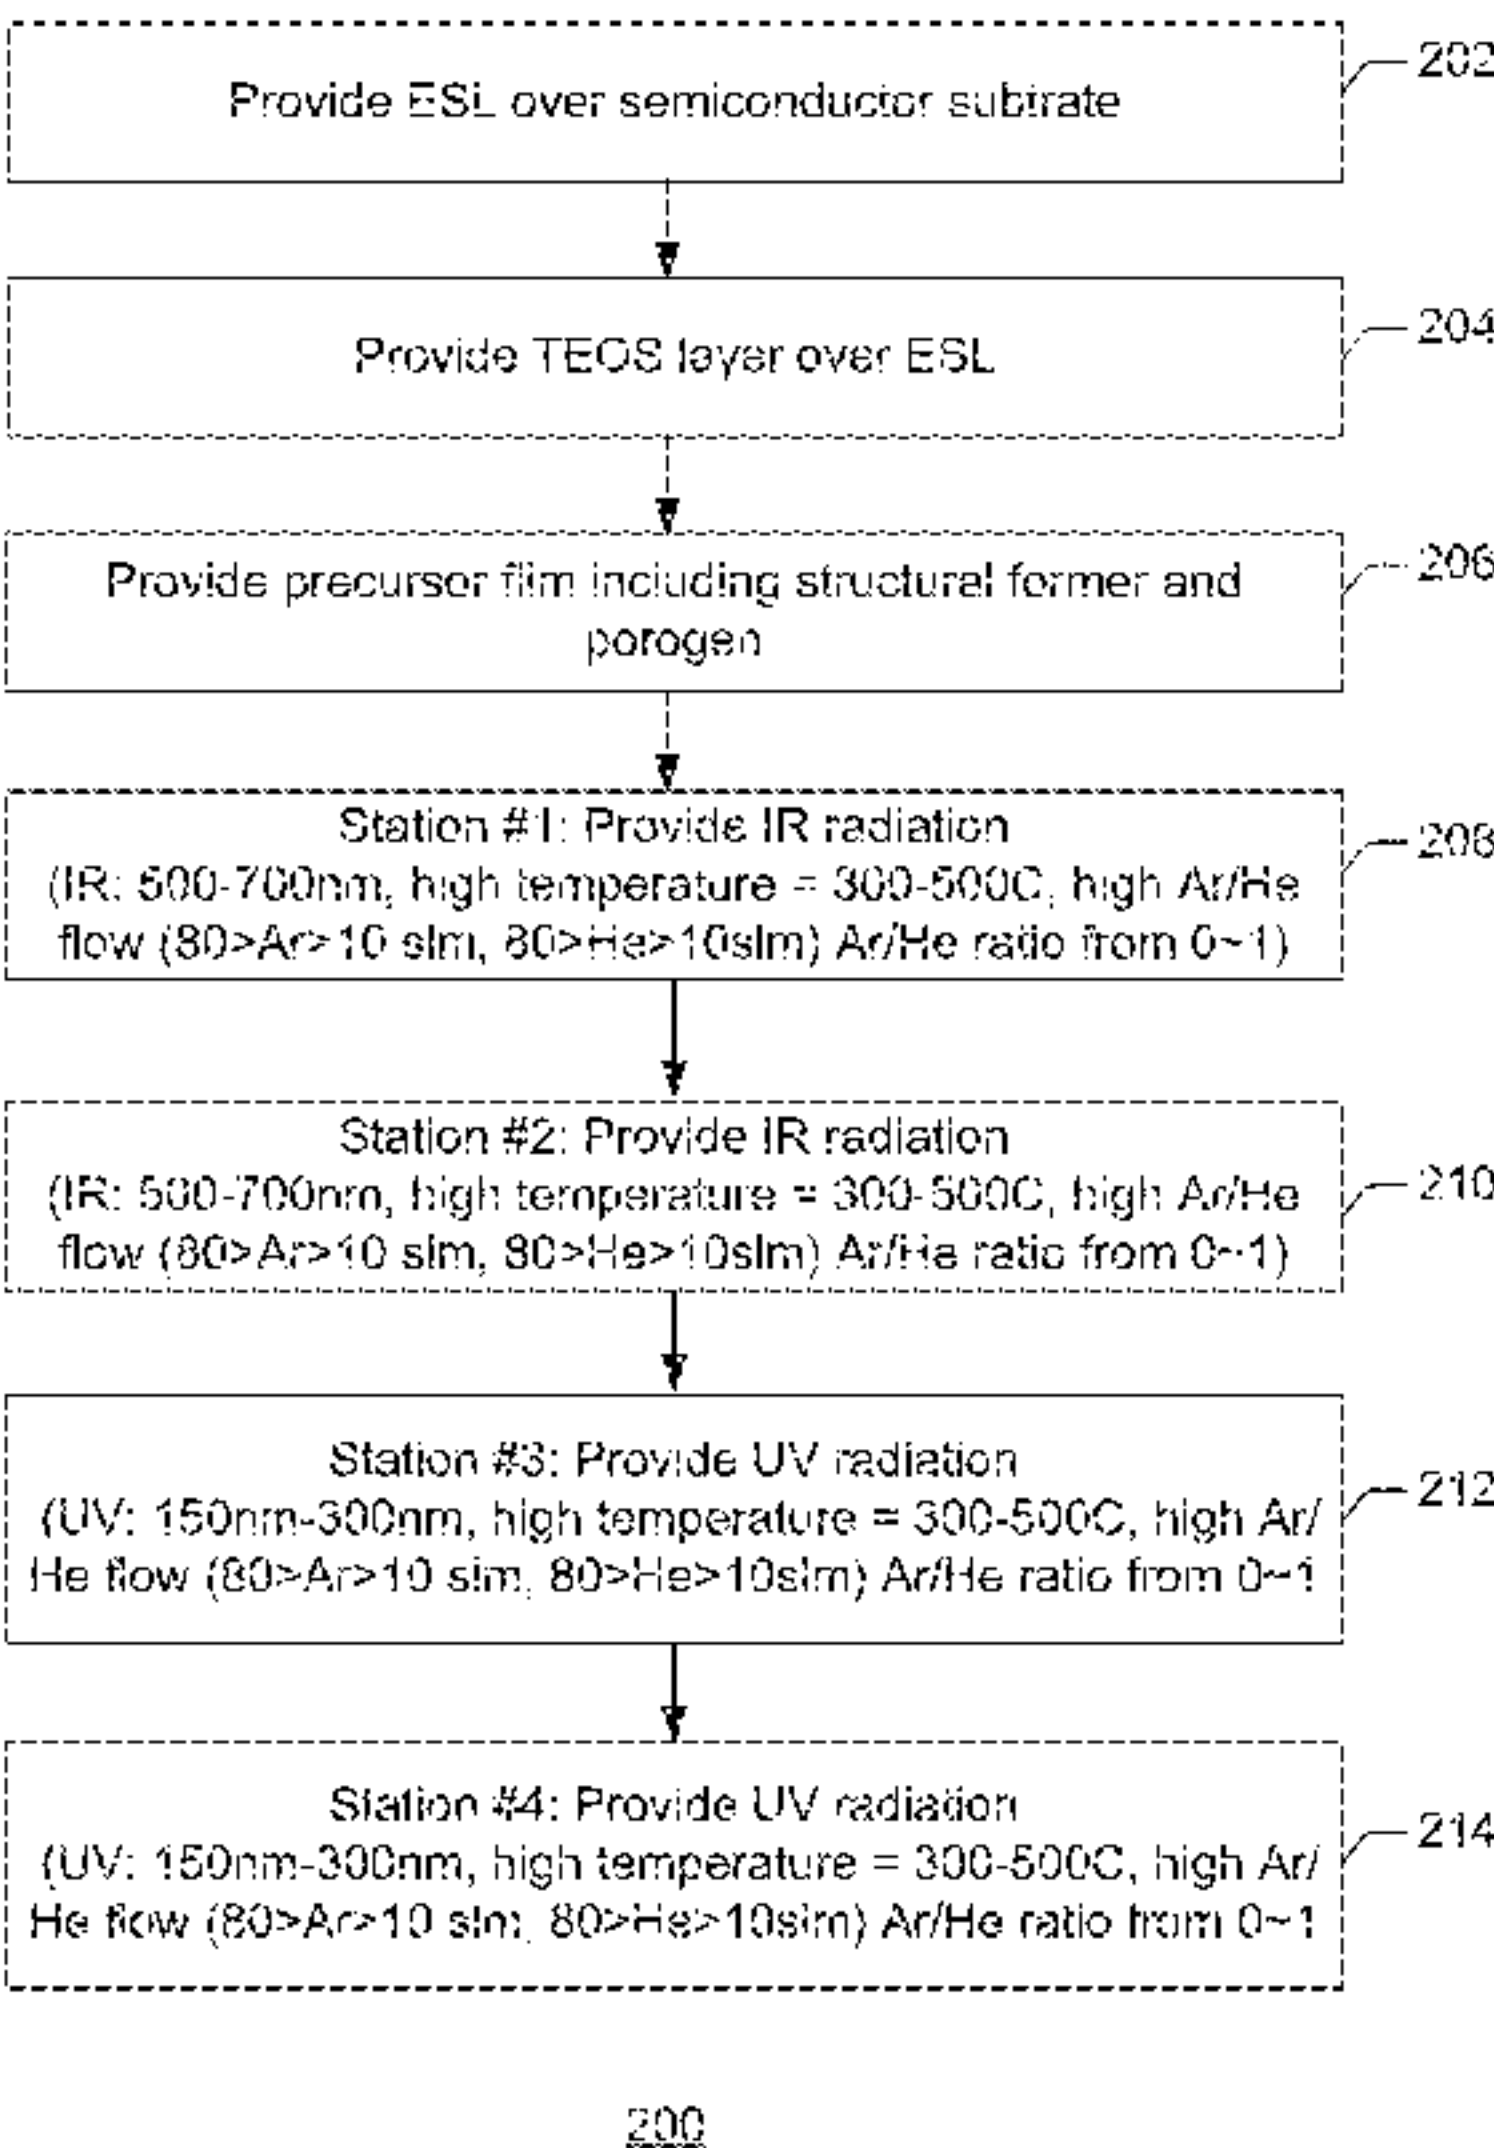 Provide ESL over semiconductor subtrate
202
Provide TEOS layer over ESL
204
Provide precursor film including structural former and
porogen
206
Station #1: Provide IR radiation
(IR: 500-700nm, high temperature = 300-500C, high Ar/He
flow (80>Ar>10 slm, 80>He>10slm) Ar/He ratio from 0~1)
208
Station #2: Provide IR radiation
(IR: 500-700nm, high temperature = 300-500C, high Ar/He
flow (80>Ar>10 slm, 80>He>10slm) Ar/He ratio from 0~1)
210
Station #3: Provide UV radiation
(UV: 150nm-300nm, high temperature = 300-500C, high Ar/
He flow (80>Ar>10 slm, 80>He>10slm) Ar/He ratio from 0~1
212
Station #4: Provide UV radiation
(UV: 150nm-300nm, high temperature = 300-500C, high Ar/
He flow (80>Ar>10 slm, 80>He>10slm) Ar/He ratio from 0~1
214
200